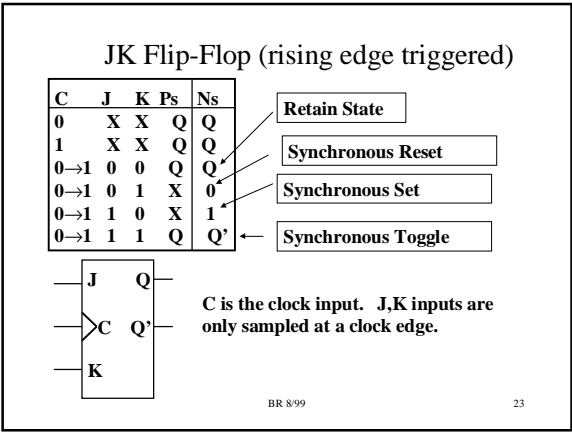 JK Flip-Flop (rising edge triggered)
C J K Ps Ns
0 X X Q Q
1 X X Q Q
0→1 0 0 Q Q
0→1 0 1 X 0
0→1 1 0 X 1
0→1 1 1 Q Q’
Retain State
Synchronous Reset
Synchronous Set
Synchronous Toggle
J Q
C Q’
K
C is the clock input. J,K inputs are
only sampled at a clock edge.
BR 8/99 23